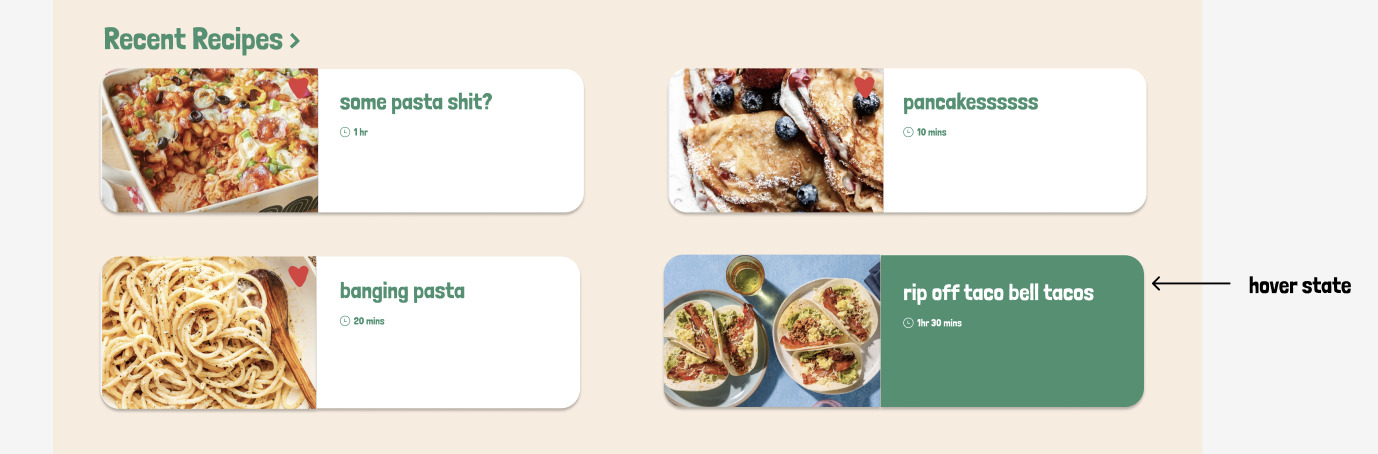 Recent Recipes >
some pasta shit?
1 hr
pancakessssss
10 mins
banging pasta
20 mins
rip off taco bell tacos
1hr 30 mins
hover state